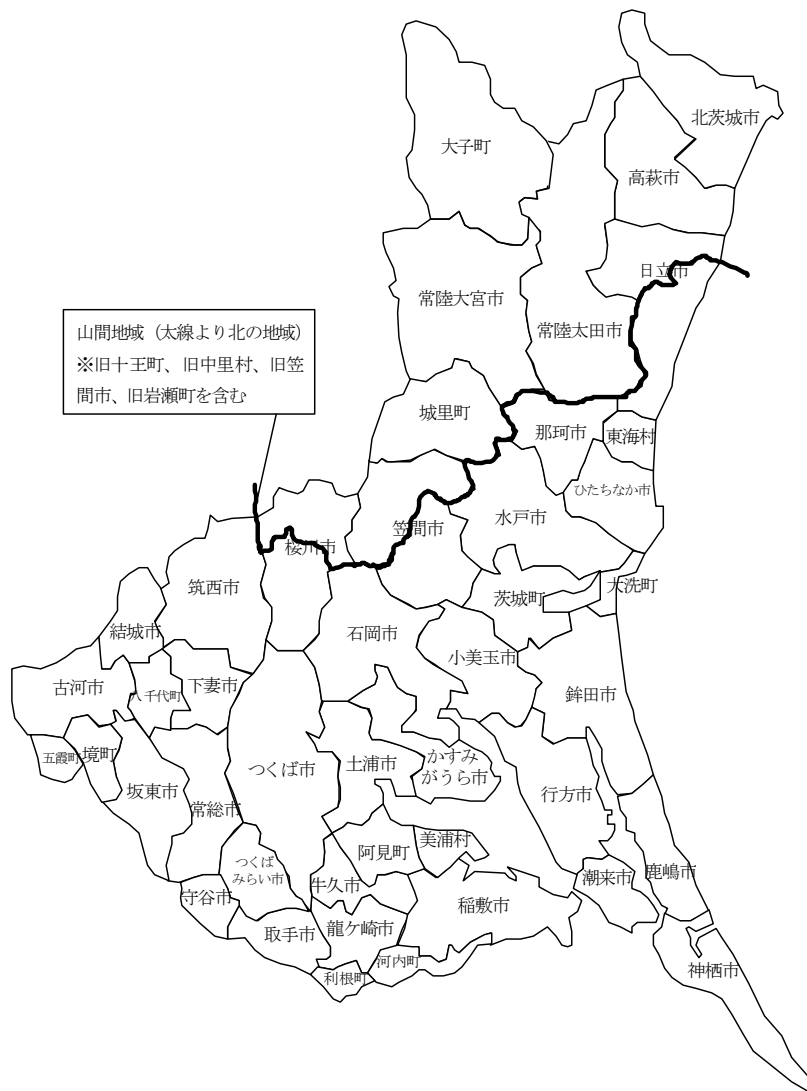 北茨城市
大子町
高萩市
日立市
常陸大宮市
常陸太田市
山間地域（太線より北の地域）
※旧十王町、旧中里村、旧笠
間市、旧岩瀬町を含む
城里町
那珂市
東海村
ひたちなか市
水戸市
笠間市
桜川市
筑西市
茨城町
大洗町
結城市
石岡市
小美玉市
古河市
八千代町
下妻市
鉾田市
五霞町
境町
坂東市
常総市
つくば市
土浦市
かすみ
がうら市
行方市
美浦村
阿見町
つくば
みらい市
牛久市
潮来市
鹿嶋市
守谷市
稲敷市
取手市
龍ケ崎市
河内町
利根町
神栖市